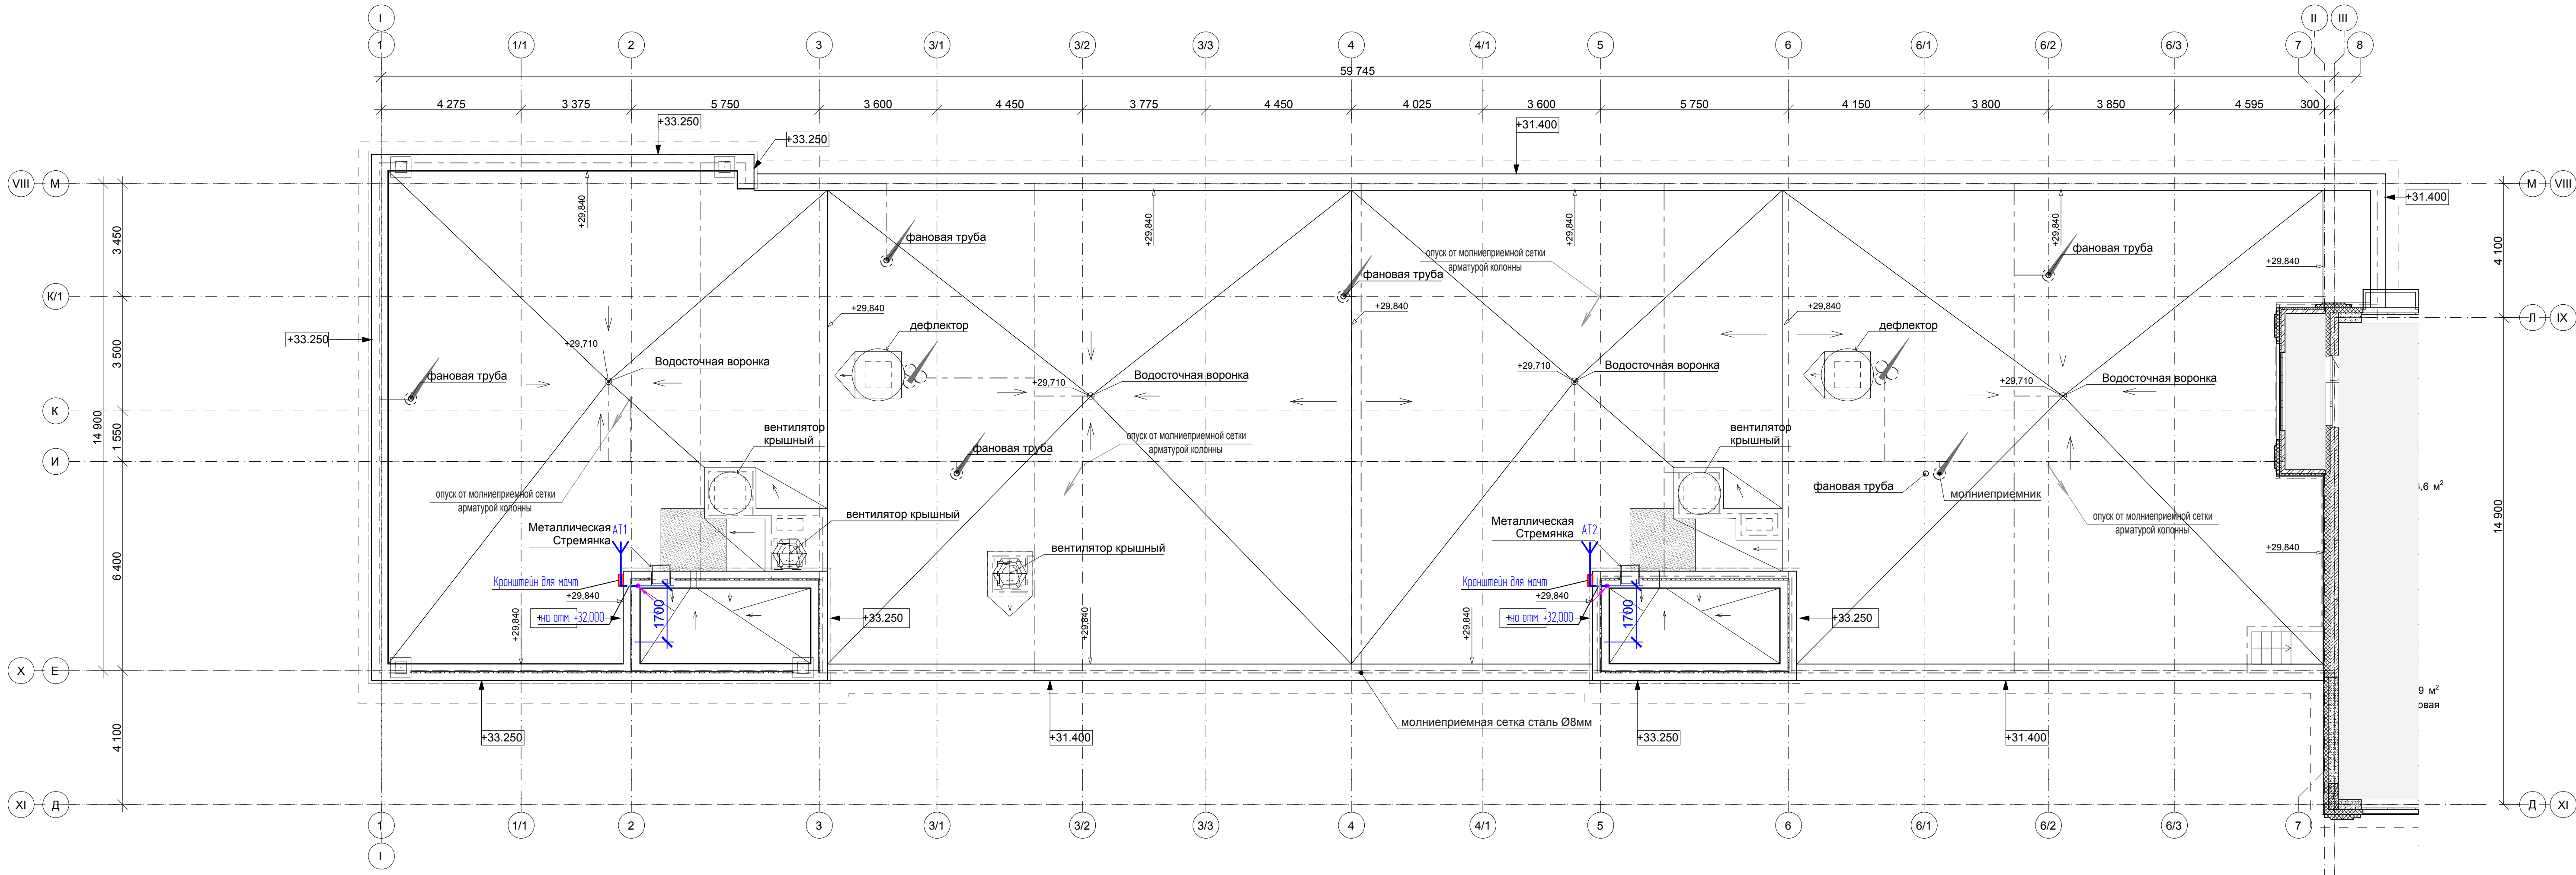 I
II
III
1
1/1
2
3
3/1
3/2
3/3
4
4/1
5
6
6/1
6/2
6/3
7
8
59 745
4 275
3 375
5 750
3 600
4 450
3 775
4 450
4 025
3 600
5 750
4 150
3 800
3 850
4 595
300
+33.250
+33.250
+31.400
VIII
М
М
VIII
+31.400
+29.840
+29.840
+29.840
+29.840
3 450
4 100
фановая труба
фановая труба
опуск от молниеприемной сетки
арматурой колонны
+29,840
фановая труба
К/1
+29,840
+29,840
+29,840
Л
IX
дефлектор
дефлектор
+33.250
3 500
+29,710
Водосточная воронка
+29,710
Водосточная воронка
фановая труба
+29,710
Водосточная воронка
+29,710
Водосточная воронка
К
14 900
1 550
вентилятор
крышный
опуск от молниеприемной сетки
арматурой колонны
вентилятор
крышный
И
фановая труба
фановая труба
молниеприемник
,6 м²
опуск от молниеприемной сетки
арматурой колонны
вентилятор крышный
опуск от молниеприемной сетки
арматурой колонны
14 900
Металлическая
Стремянка
АТ1
Металлическая
Стремянка
АТ2
вентилятор крышный
+29,840
6 400
Кронштейн для мачт
Кронштейн для мачт
+29,840
+29,840
1700
1700
на отм +32,000
+33.250
на отм +32,000
+33.250
+29,840
+29,840
+29,840
X
Е
9 м²
овая
молниеприемная сетка сталь Ø8мм
4 100
+33.250
+31.400
+33.250
+31.400
XI
Д
Д
XI
1
1/1
2
3
3/1
3/2
3/3
4
4/1
5
6
6/1
6/2
6/3
7
I